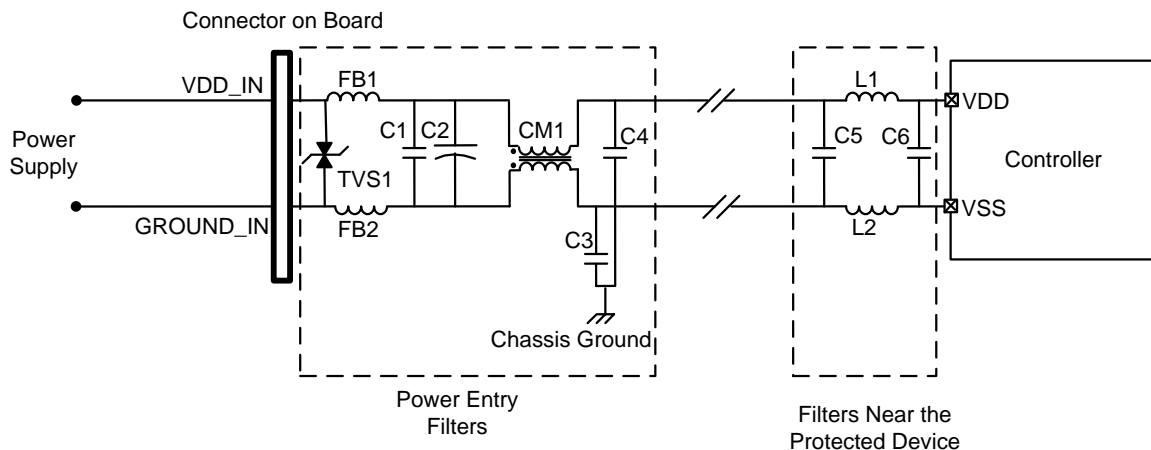 Connector on Board
VDD_IN
FB1
C1
C2
CM1
C4
L1
VDD
Power
Supply
TVS1
C5
C6
Controller
GROUND_IN
FB2
C3
L2
VSS
Chassis Ground
Power Entry
Filters
Filters Near the
Protected Device